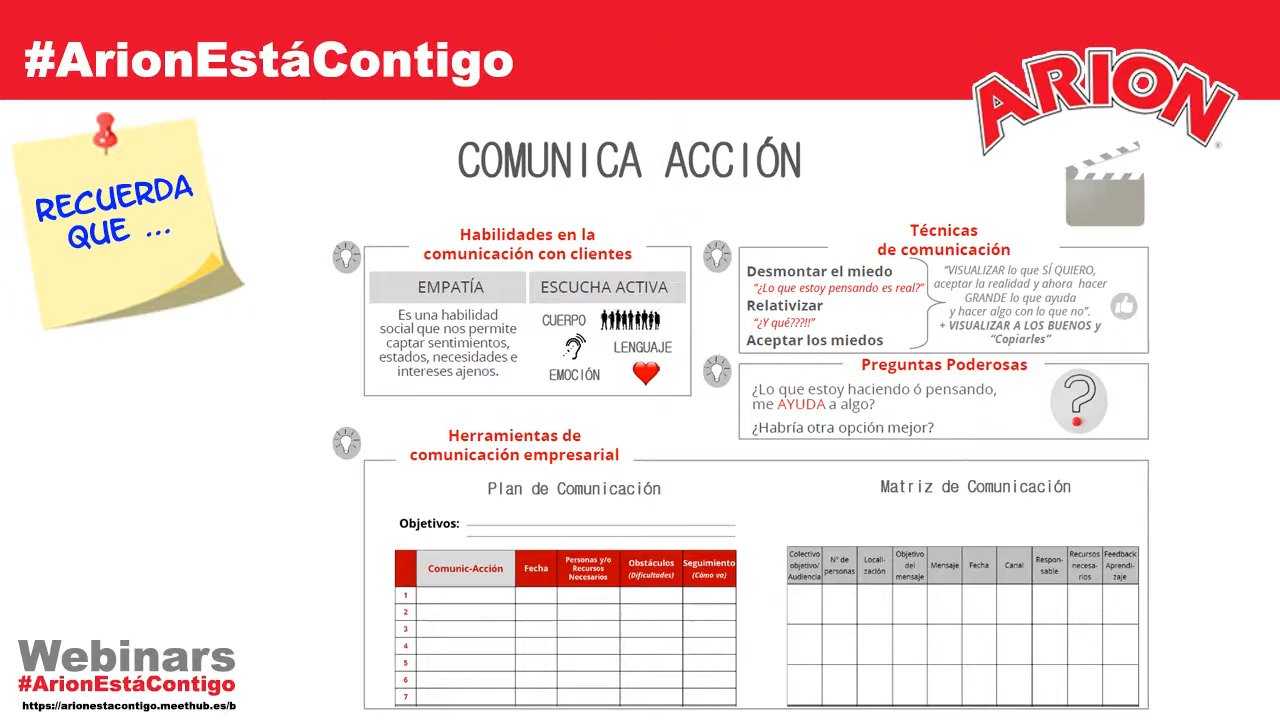 #ArionEstáContigo
ARION
®
RECUERDA
QUE ...
COMUNICA ACCIÓN
Habilidades en la
comunicación con clientes
EMPATÍA
ESCUCHA ACTIVA
Es una habilidad
social que nos permite
captar sentimientos,
estados, necesidades e
intereses ajenos.
CUERPO
LENGUAJE
EMOCIÓN
Técnicas
de comunicación
Desmontar el miedo
"¿Lo que estoy pensando es real?"
Relativizar
"¿Y qué???!!"
Aceptar los miedos
"VISUALIZAR lo que SÍ QUIERO,
aceptar la realidad y ahora hacer
GRANDE lo que ayuda
y hacer algo con lo que no".
+ VISUALIZAR A LOS BUENOS y
"Copiarles"
Preguntas Poderosas
¿Lo que estoy haciendo ó pensando,
me AYUDA a algo?
¿Habría otra opción mejor?
?
Herramientas de
comunicación empresarial
Plan de Comunicación
Objetivos:
Comunic-Acción
Fecha
Personas y/o
Recursos
Necesarios
Obstáculos
(Dificultades)
Seguimiento
(Cómo va)
1
2
3
4
5
6
7
Matriz de Comunicación
Colectivo
objetivo/
Audiencia
Nº de
personas
Locali-
zación
Objetivo
del
mensaje
Mensaje
Fecha
Canal
Respon-
sable
Recursos
necesa-
rios
Feedback
Aprendi-
zaje
Webinars
#ArionEstáContigo
https://arionestacontigo.meethub.es/b